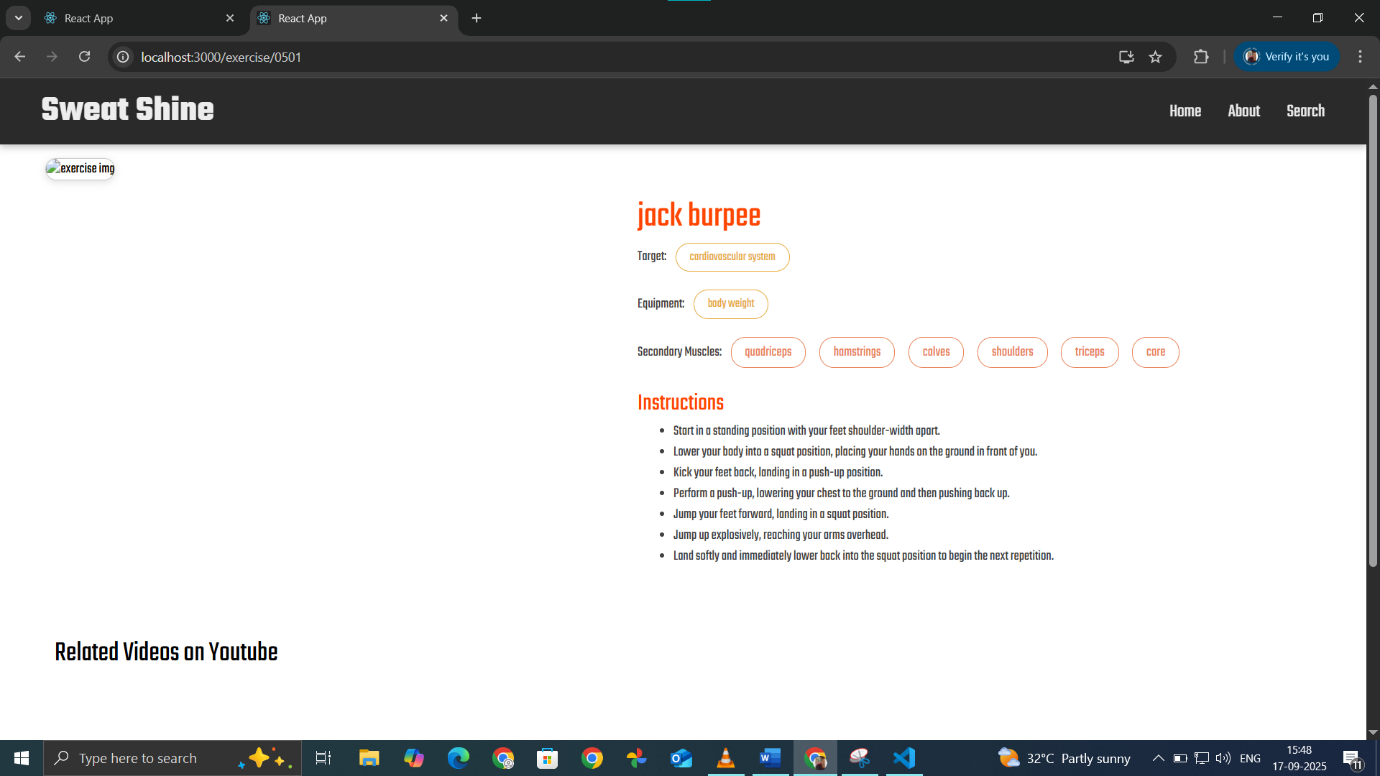 React App
React App
localhost:3000/exercise/0501
Verify it's you
Sweat Shine
Home About Search
exercise img
jack burpee
Target: cardiovascular system
Equipment: body weight
Secondary Muscles: quadriceps hamstrings calves shoulders triceps core
Instructions
Start in a standing position with your feet shoulder-width apart.
Lower your body into a squat position, placing your hands on the ground in front of you.
Kick your feet back, landing in a push-up position.
Perform a push-up, lowering your chest to the ground and then pushing back up.
Jump your feet forward, landing in a squat position.
Jump up explosively, reaching your arms overhead.
Land softly and immediately lower back into the squat position to begin the next repetition.
Related Videos on Youtube
Type here to search
32°C Partly sunny
ENG
15:48
17-09-2025
11